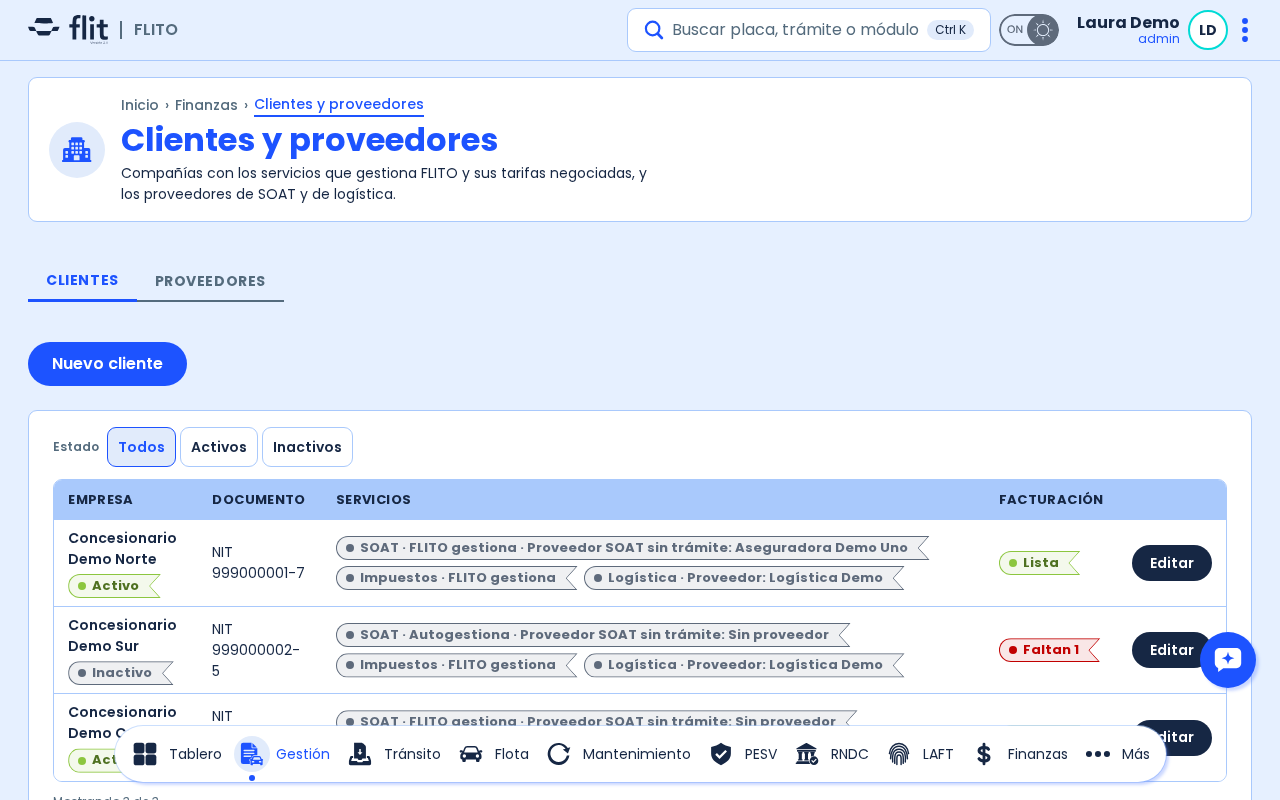 flit
FLITO
Buscar placa, trámite o módulo
Ctrl K
ON
Laura Demo
admin
LD
Inicio › Finanzas › Clientes y proveedores
Clientes y proveedores
Compañías con los servicios que gestiona FLITO y sus tarifas negociadas, y
los proveedores de SOAT y de logística.
CLIENTES
PROVEEDORES
Nuevo cliente
Estado
Todos
Activos
Inactivos
EMPRESA
DOCUMENTO
SERVICIOS
FACTURACIÓN
Concesionario
Demo Norte
Activo
NIT
999000001-7
SOAT · FLITO gestiona · Proveedor SOAT sin trámite: Aseguradora Demo Uno
Impuestos · FLITO gestiona
Logística · Proveedor: Logística Demo
Lista
Editar
Concesionario
Demo Sur
Inactivo
NIT
999000002-
5
SOAT · Autogestiona · Proveedor SOAT sin trámite: Sin proveedor
Impuestos · FLITO gestiona
Logística · Proveedor: Logística Demo
Faltan 1
Editar
Concesionario
Demo
NIT
SOAT · FLITO gestiona · Proveedor SOAT sin trámite: Sin proveedor
Editar
Tablero
Gestión
Tránsito
Flota
Mantenimiento
PESV
RNDC
LAFT
Finanzas
Más